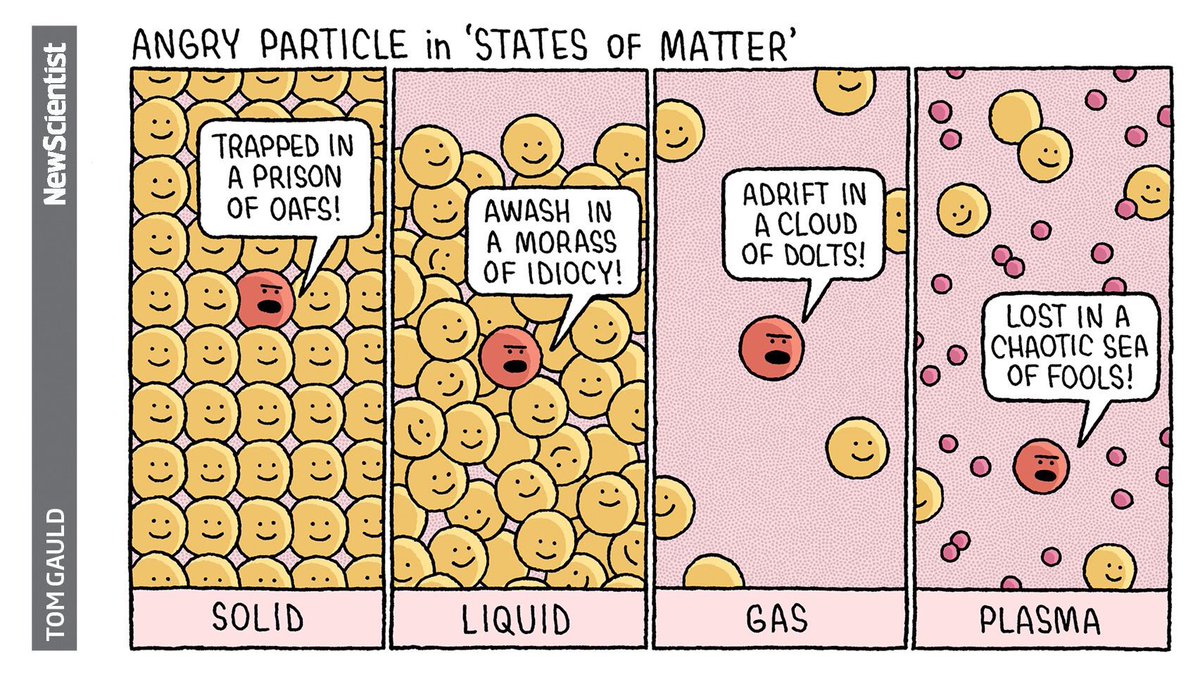 ANGRY PARTICLE in 'STATES OF MATTER'
NewScientist
TOM GAULD
TRAPPED IN
A PRISON
OF OAFS!
SOLID
AWASH IN
A MORASS
OF IDIOCY!
LIQUID
ADRIFT IN
A CLOUD
OF DOLTS!
GAS
LOST IN A
CHAOTIC SEA
OF FOOLS!
PLASMA